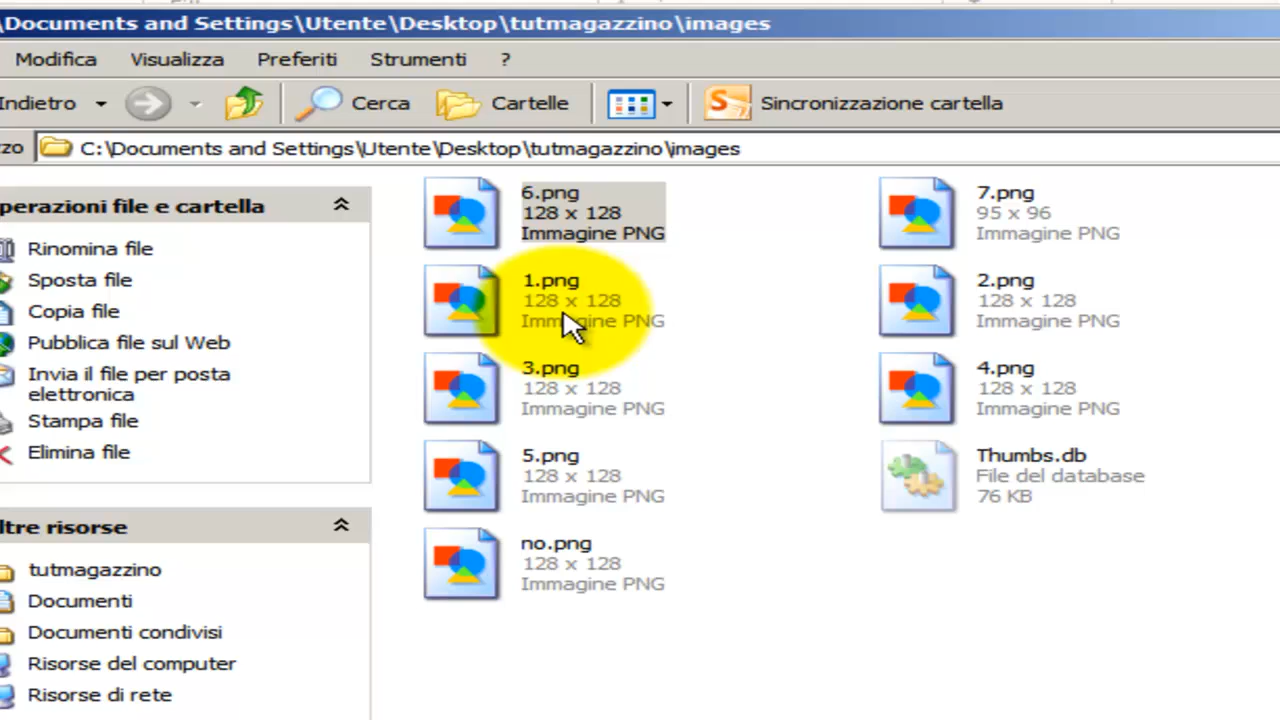 \Documents and Settings\Utente\Desktop\tutmagazzino\images
Modifica Visualizza Preferiti Strumenti ?
Indietro Cerca Cartelle Sincronizzazione cartella
zzo C:\Documents and Settings\Utente\Desktop\tutmagazzino\images
perazioni file e cartella
Rinomina file
Sposta file
Copia file
Pubblica file sul Web
Invia il file per posta
elettronica
Stampa file
Elimina file
ltre risorse
tutmagazzino
Documenti
Documenti condivisi
Risorse del computer
Risorse di rete
6.png
128 x 128
Immagine PNG
7.png
95 x 96
Immagine PNG
1.png
128 x 128
Immagine PNG
2.png
128 x 128
Immagine PNG
3.png
128 x 128
Immagine PNG
4.png
128 x 128
Immagine PNG
5.png
128 x 128
Immagine PNG
Thumbs.db
File del database
76 KB
no.png
128 x 128
Immagine PNG